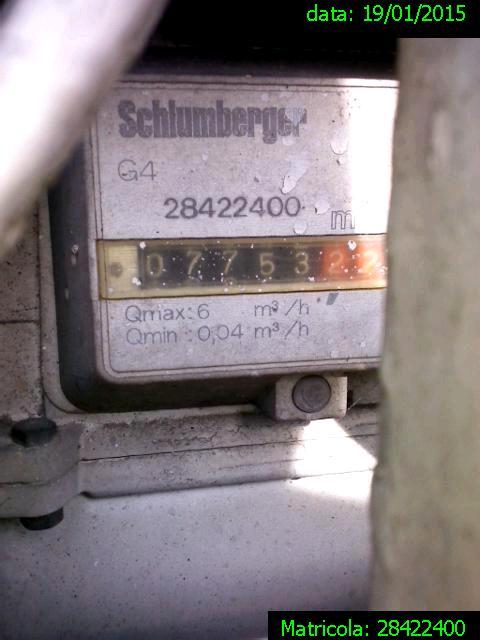 data: 19/01/2015
Schlumberger
G4
28422400
m
0775322
Qmax: 6 m³/h
Qmin : 0,04 m³/h
Matricola: 28422400